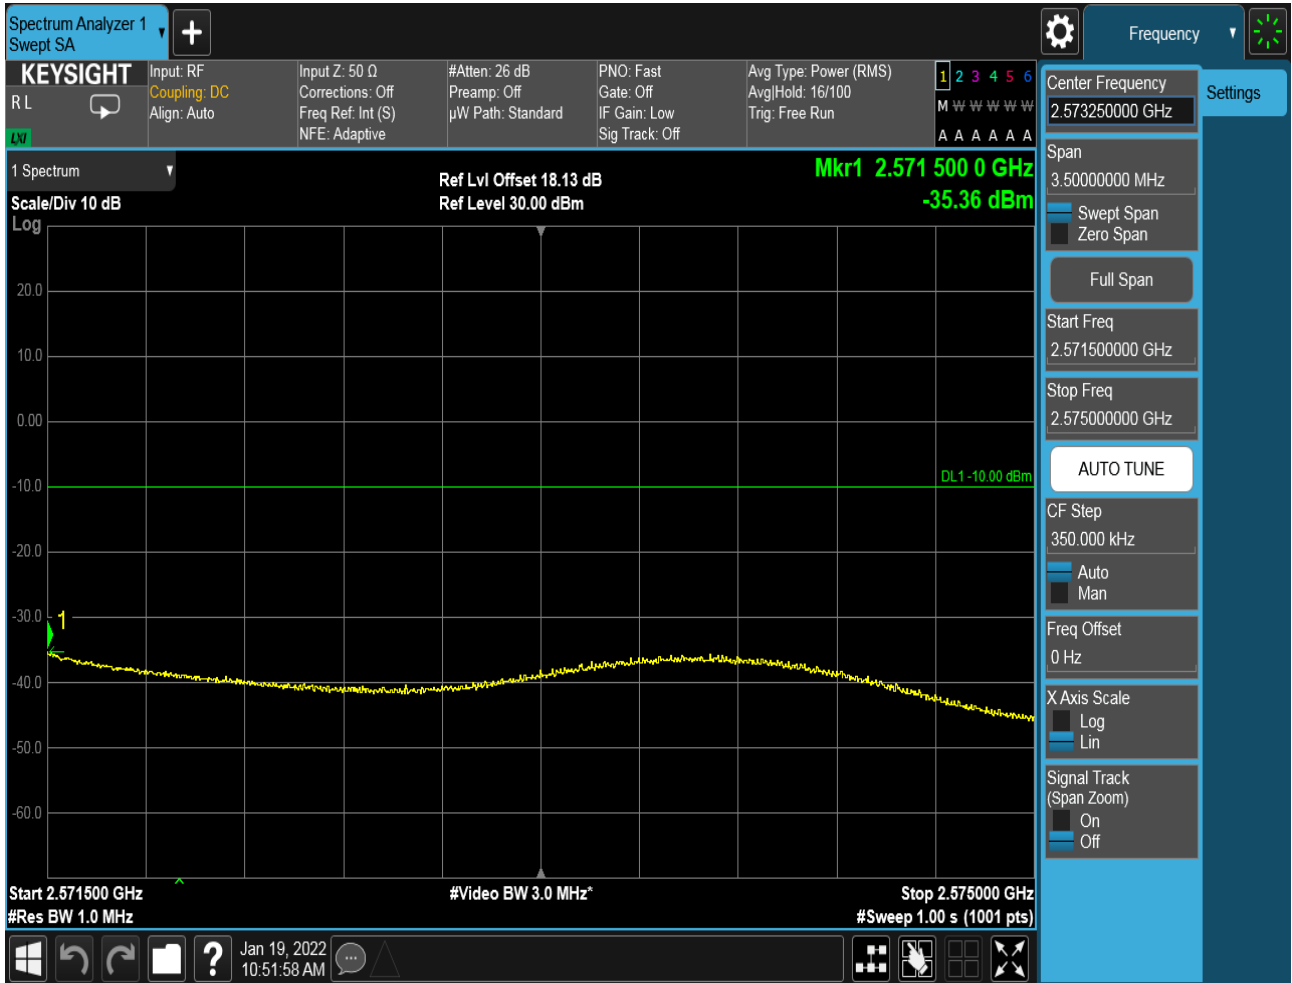 Spectrum Analyzer 1
Swept SA
Frequency
KEYSIGHT
R L
LXI
Input: RF
Coupling: DC
Align: Auto
Input Z: 50 Ω
Corrections: Off
Freq Ref: Int (S)
NFE: Adaptive
#Atten: 26 dB
Preamp: Off
µW Path: Standard
PNO: Fast
Gate: Off
IF Gain: Low
Sig Track: Off
Avg Type: Power (RMS)
Avg|Hold: 16/100
Trig: Free Run
1 2 3 4 5 6
M W W W W W
A A A A A A
1 Spectrum
Scale/Div 10 dB
Log
Ref Lvl Offset 18.13 dB
Ref Level 30.00 dBm
Mkr1 2.571 500 0 GHz
-35.36 dBm
20.0
10.0
0.00
-10.0
DL1 -10.00 dBm
-20.0
-30.0
1
-40.0
-50.0
-60.0
Start 2.571500 GHz
#Res BW 1.0 MHz
#Video BW 3.0 MHz*
Stop 2.575000 GHz
#Sweep 1.00 s (1001 pts)
Jan 19, 2022
10:51:58 AM
Center Frequency
2.573250000 GHz
Span
3.50000000 MHz
Swept Span
Zero Span
Full Span
Start Freq
2.571500000 GHz
Stop Freq
2.575000000 GHz
AUTO TUNE
CF Step
350.000 kHz
Auto
Man
Freq Offset
0 Hz
X Axis Scale
Log
Lin
Signal Track
(Span Zoom)
On
Off
Settings